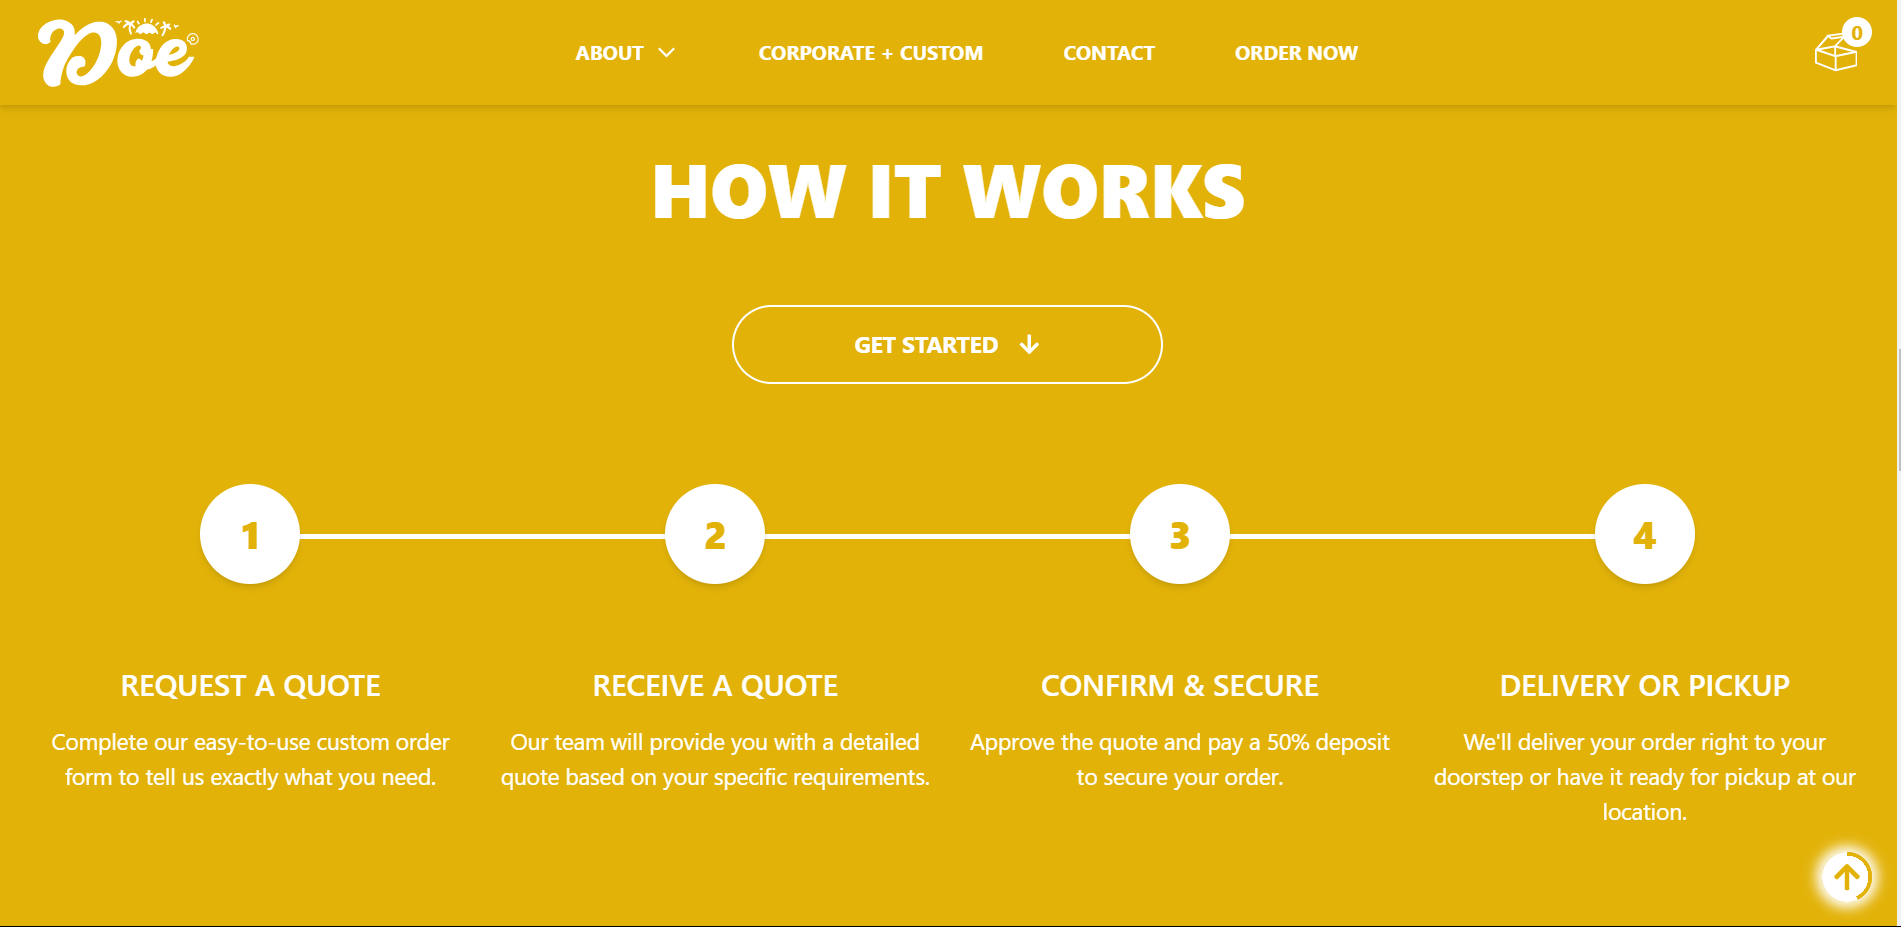 Doe
ABOUT
CORPORATE + CUSTOM
CONTACT
ORDER NOW
0
HOW IT WORKS
GET STARTED
1
2
3
4
REQUEST A QUOTE
Complete our easy-to-use custom order
form to tell us exactly what you need.
RECEIVE A QUOTE
Our team will provide you with a detailed
quote based on your specific requirements.
CONFIRM & SECURE
Approve the quote and pay a 50% deposit
to secure your order.
DELIVERY OR PICKUP
We'll deliver your order right to your
doorstep or have it ready for pickup at our
location.